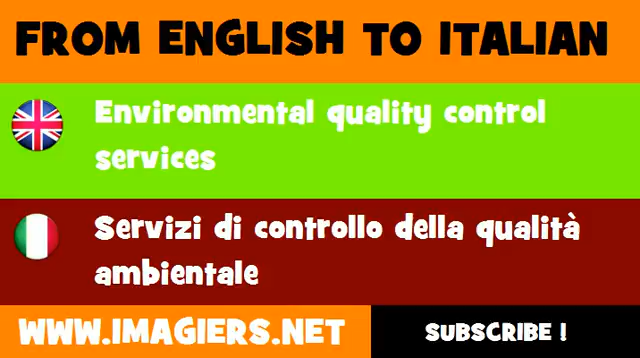 FROM ENGLISH TO ITALIAN
Environmental quality control
services
Servizi di controllo della qualità
ambientale
WWW.IMAGIERS.NET
SUBSCRIBE !